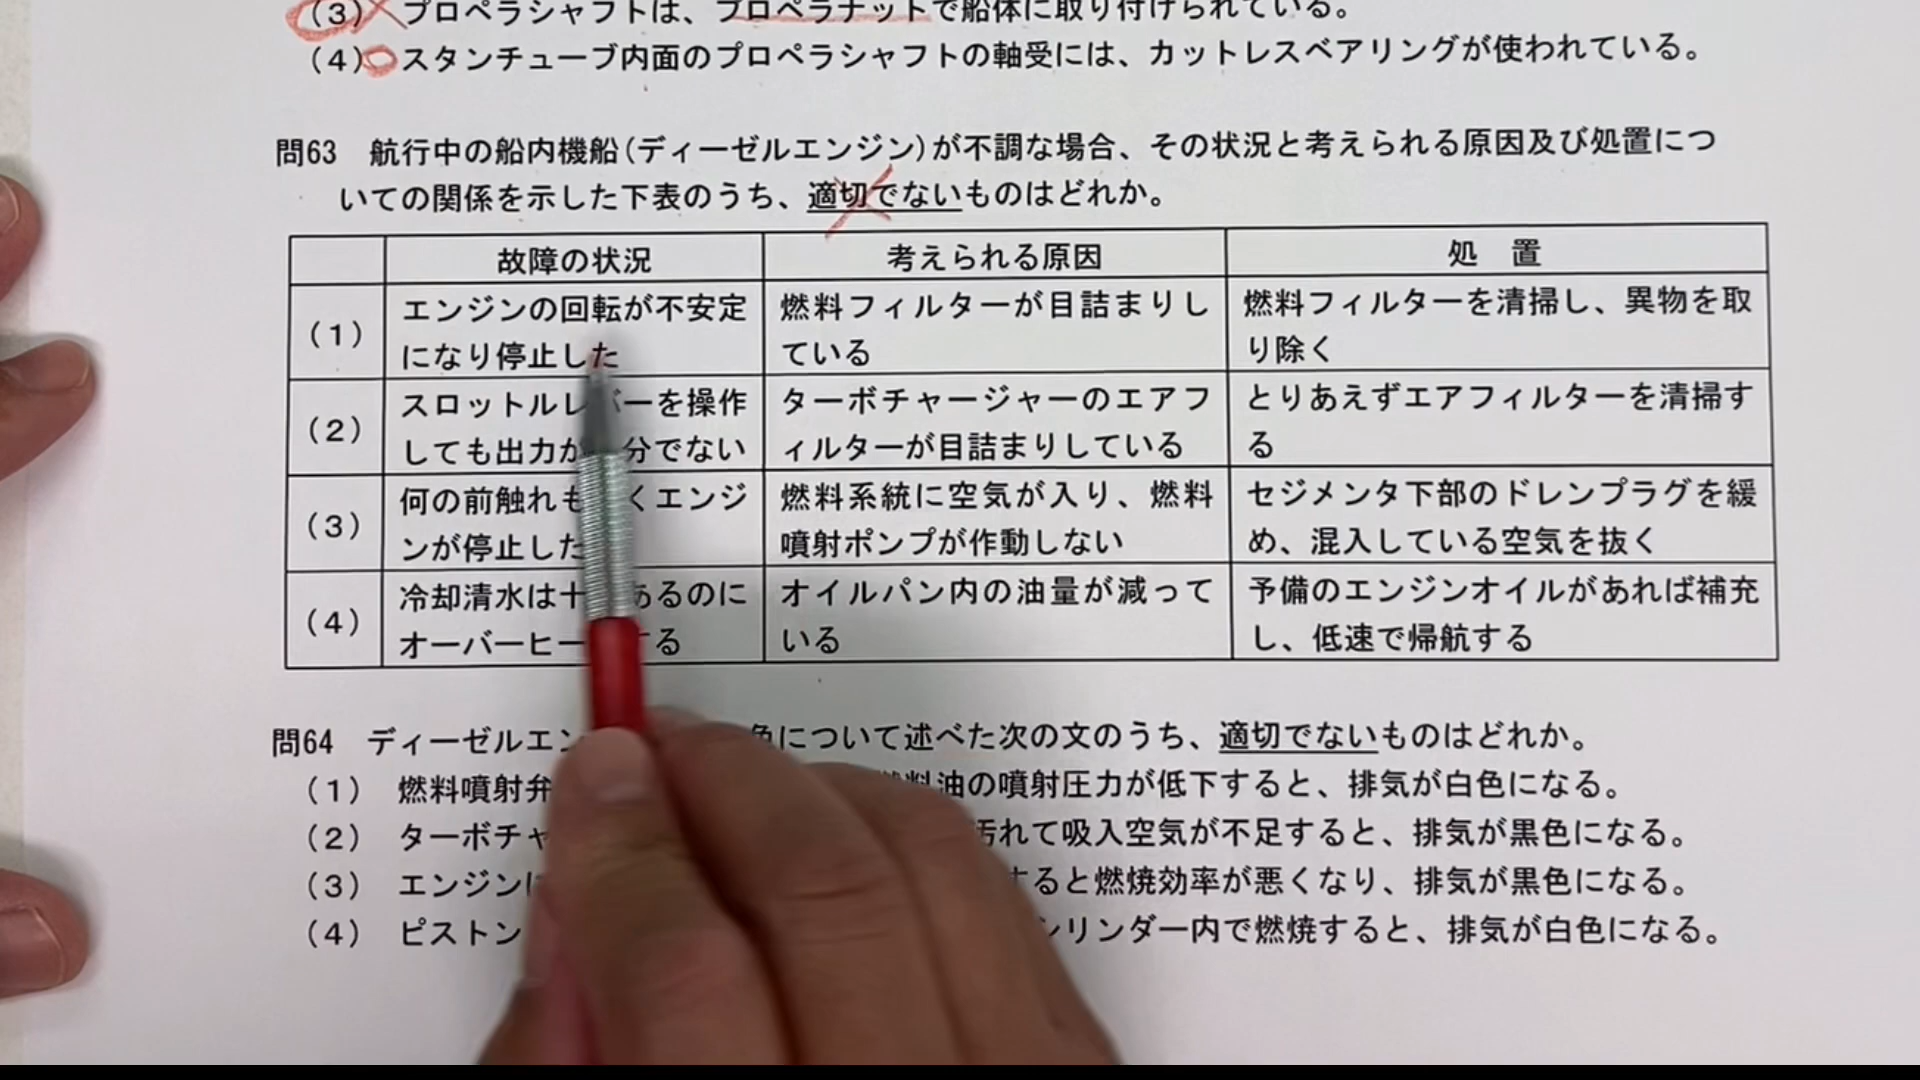 (3) プロペラシャフトは、プロペラナットで船体に取り付けられている。
(4) スタンチューブ内面のプロペラシャフトの軸受には、カットレスベアリングが使われている。
問63 航行中の船内機船(ディーゼルエンジン)が不調な場合、その状況と考えられる原因及び処置につ
いての関係を示した下表のうち、適切でないものはどれか。
故障の状況 考えられる原因 処 置
(1) エンジンの回転が不安定 燃料フィルターが目詰まりし 燃料フィルターを清掃し、異物を取
になり停止した ている り除く
(2) スロットルレバーを操作 ターボチャージャーのエアフ とりあえずエアフィルターを清掃す
しても出力が 分でない ィルターが目詰まりしている る
(3) 何の前触れも くエンジ 燃料系統に空気が入り、燃料 セジメンタ下部のドレンプラグを緩
ンが停止した 噴射ポンプが作動しない め、混入している空気を抜く
(4) 冷却清水は十 あるのに オイルパン内の油量が減って 予備のエンジンオイルがあれば補充
オーバーヒー する いる し、低速で帰航する
問64 ディーゼルエン 色について述べた次の文のうち、適切でないものはどれか。
(1) 燃料噴射弁 燃料油の噴射圧力が低下すると、排気が白色になる。
(2) ターボチャ 汚れて吸入空気が不足すると、排気が黒色になる。
(3) エンジンに すると燃焼効率が悪くなり、排気が黒色になる。
(4) ピストン シリンダー内で燃焼すると、排気が白色になる。